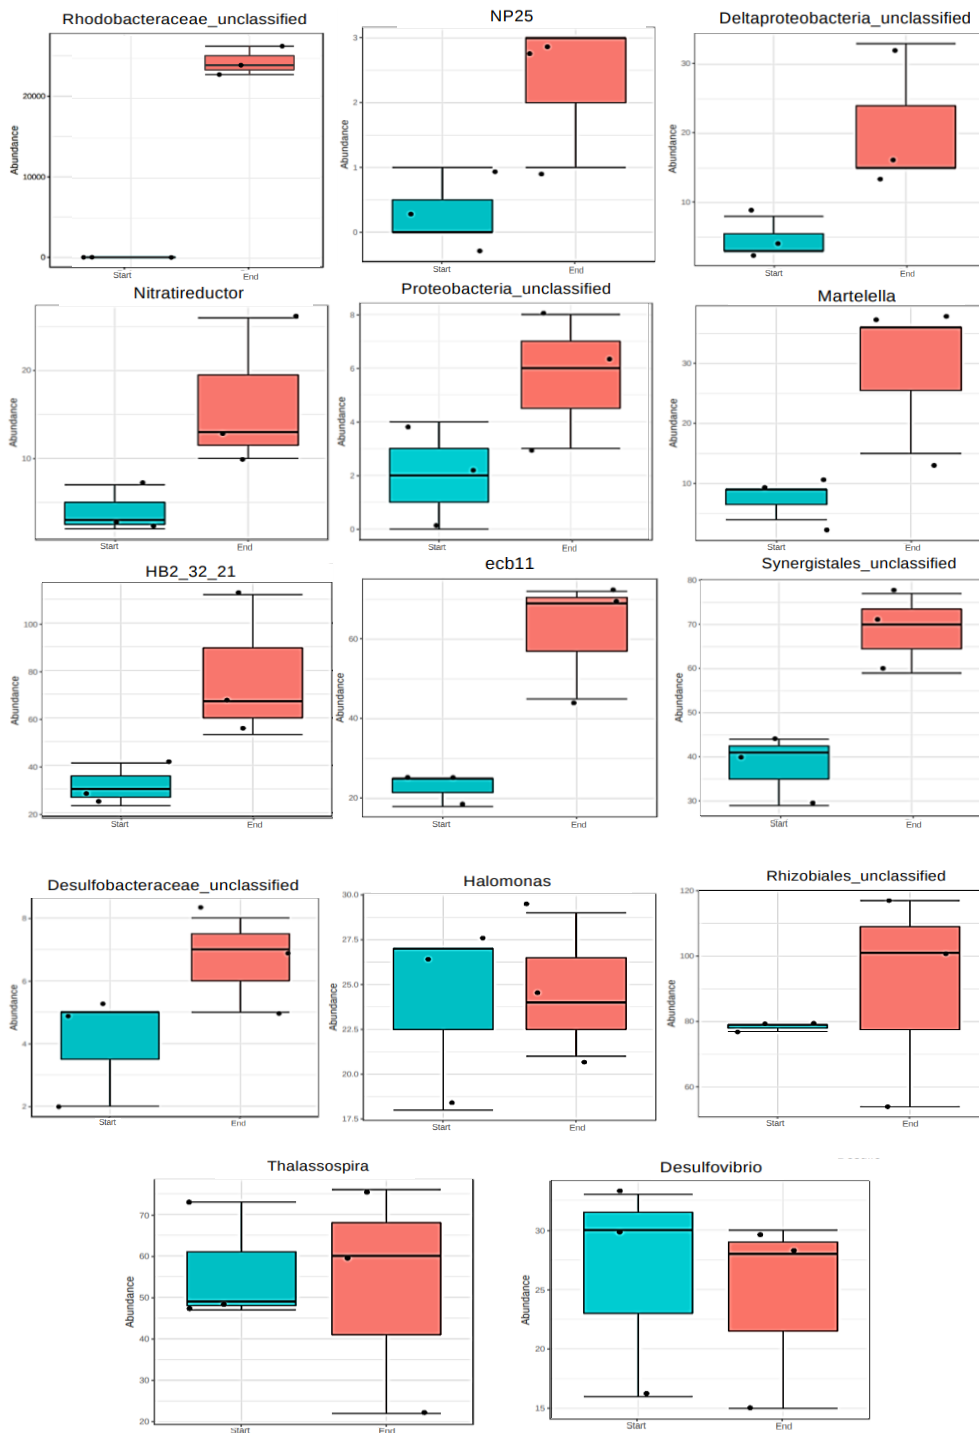 Rhodobacteraceae_unclassified
Abundance
20000
10000
0
Start End
NP25
Abundance
3
2
1
0
Start End
Deltaproteobacteria_unclassified
Abundance
30
20
10
Start End
Nitratireductor
Abundance
20
10
Start End
Proteobacteria_unclassified
Abundance
8
6
4
2
0
Start End
Martelella
Abundance
30
20
10
Start End
HB2_32_21
Abundance
100
80
60
40
20
Start End
ecb11
Abundance
60
40
20
Start End
Synergistales_unclassified
Abundance
80
70
60
50
40
30
Start End
Desulfobacteraceae_unclassified
Abundance
8
6
4
2
Start End
Halomonas
Abundance
30.0
27.5
25.0
22.5
20.0
17.5
Start End
Rhizobiales_unclassified
Abundance
120
100
80
60
Start End
Thalassospira
Abundance
70
60
50
40
30
20
Start End
Desulfovibrio
Abundance
30
25
20
15
Start End